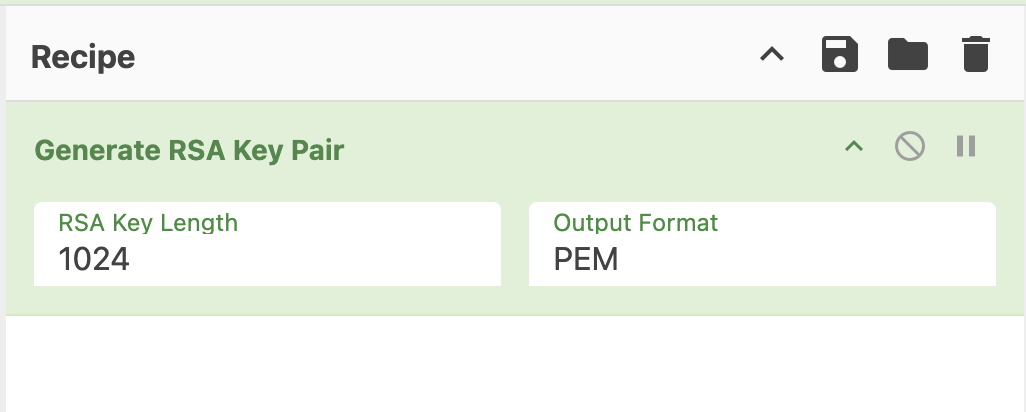 Recipe
Generate RSA Key Pair
RSA Key Length
1024
Output Format
PEM